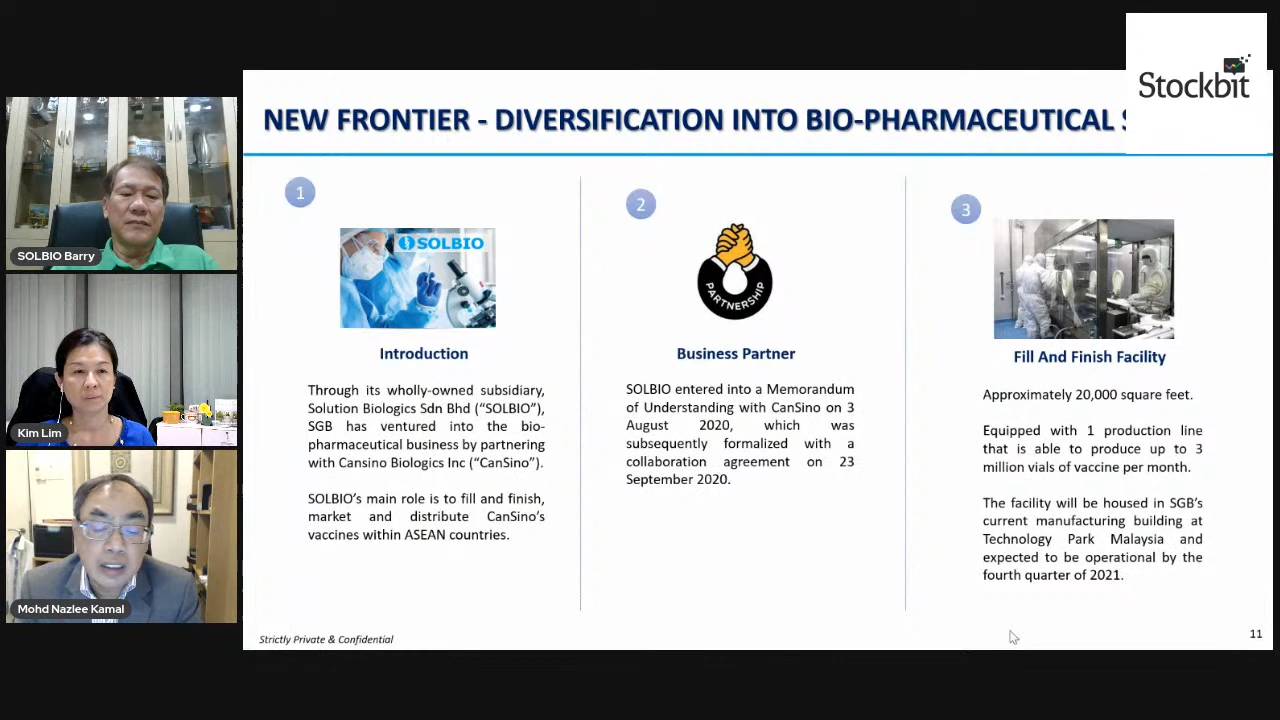 Stockbit
NEW FRONTIER - DIVERSIFICATION INTO BIO-PHARMACEUTICAL
SOLBIO Barry
Kim Lim
Mohd Nazlee Kamal
1
SOLBIO
Introduction
Through its wholly-owned subsidiary,
Solution Biologics Sdn Bhd (“SOLBIO”),
SGB has ventured into the bio-
pharmaceutical business by partnering
with Cansino Biologics Inc (“CanSino”).
SOLBIO’s main role is to fill and finish,
market and distribute CanSino’s
vaccines within ASEAN countries.
2
PARTNERSHIP
Business Partner
SOLBIO entered into a Memorandum
of Understanding with CanSino on 3
August 2020, which was
subsequently formalized with a
collaboration agreement on 23
September 2020.
3
Fill And Finish Facility
Approximately 20,000 square feet.
Equipped with 1 production line
that is able to produce up to 3
million vials of vaccine per month.
The facility will be housed in SGB’s
current manufacturing building at
Technology Park Malaysia and
expected to be operational by the
fourth quarter of 2021.
Strictly Private & Confidential
11